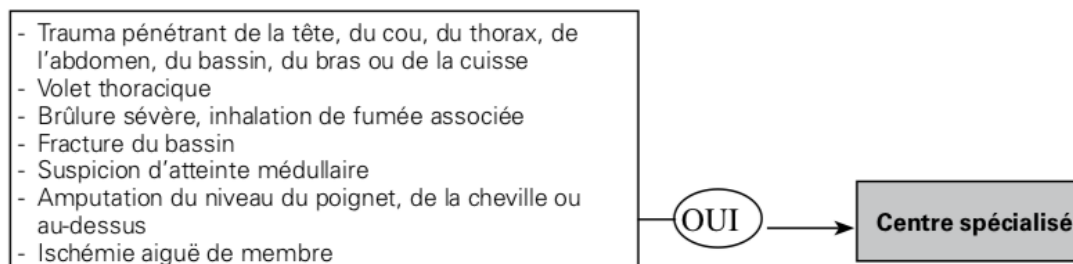 - Trauma pénétrant de la tête, du cou, du thorax, de
l'abdomen, du bassin, du bras ou de la cuisse
- Volet thoracique
- Brûlure sévère, inhalation de fumée associée
- Fracture du bassin
- Suspicion d'atteinte médullaire
- Amputation du niveau du poignet, de la cheville ou
au-dessus
- Ischémie aiguë de membre
OUI
Centre spécialisé